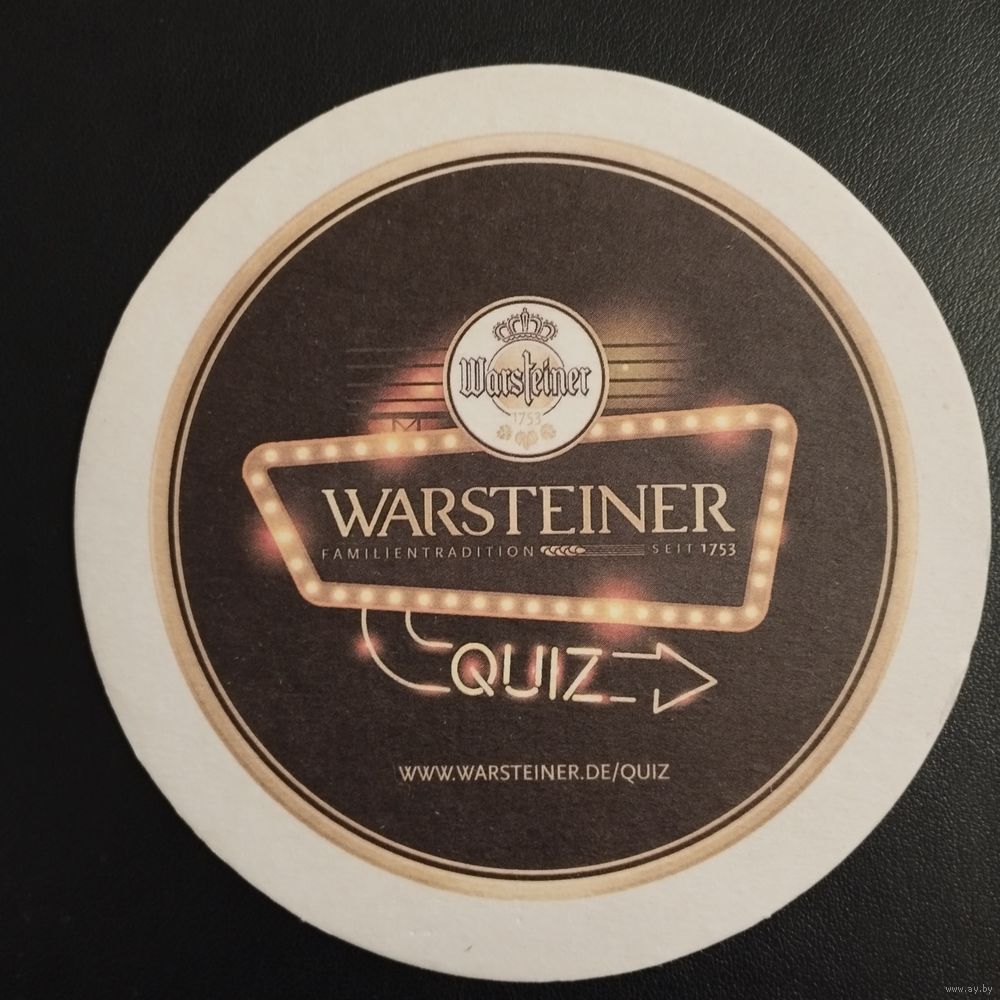 Warsteiner
1753
WARSTEINER
FAMILIENTRADITION SEIT 1753
QUIZ
WWW.WARSTEINER.DE/QUIZ
www.ay.by